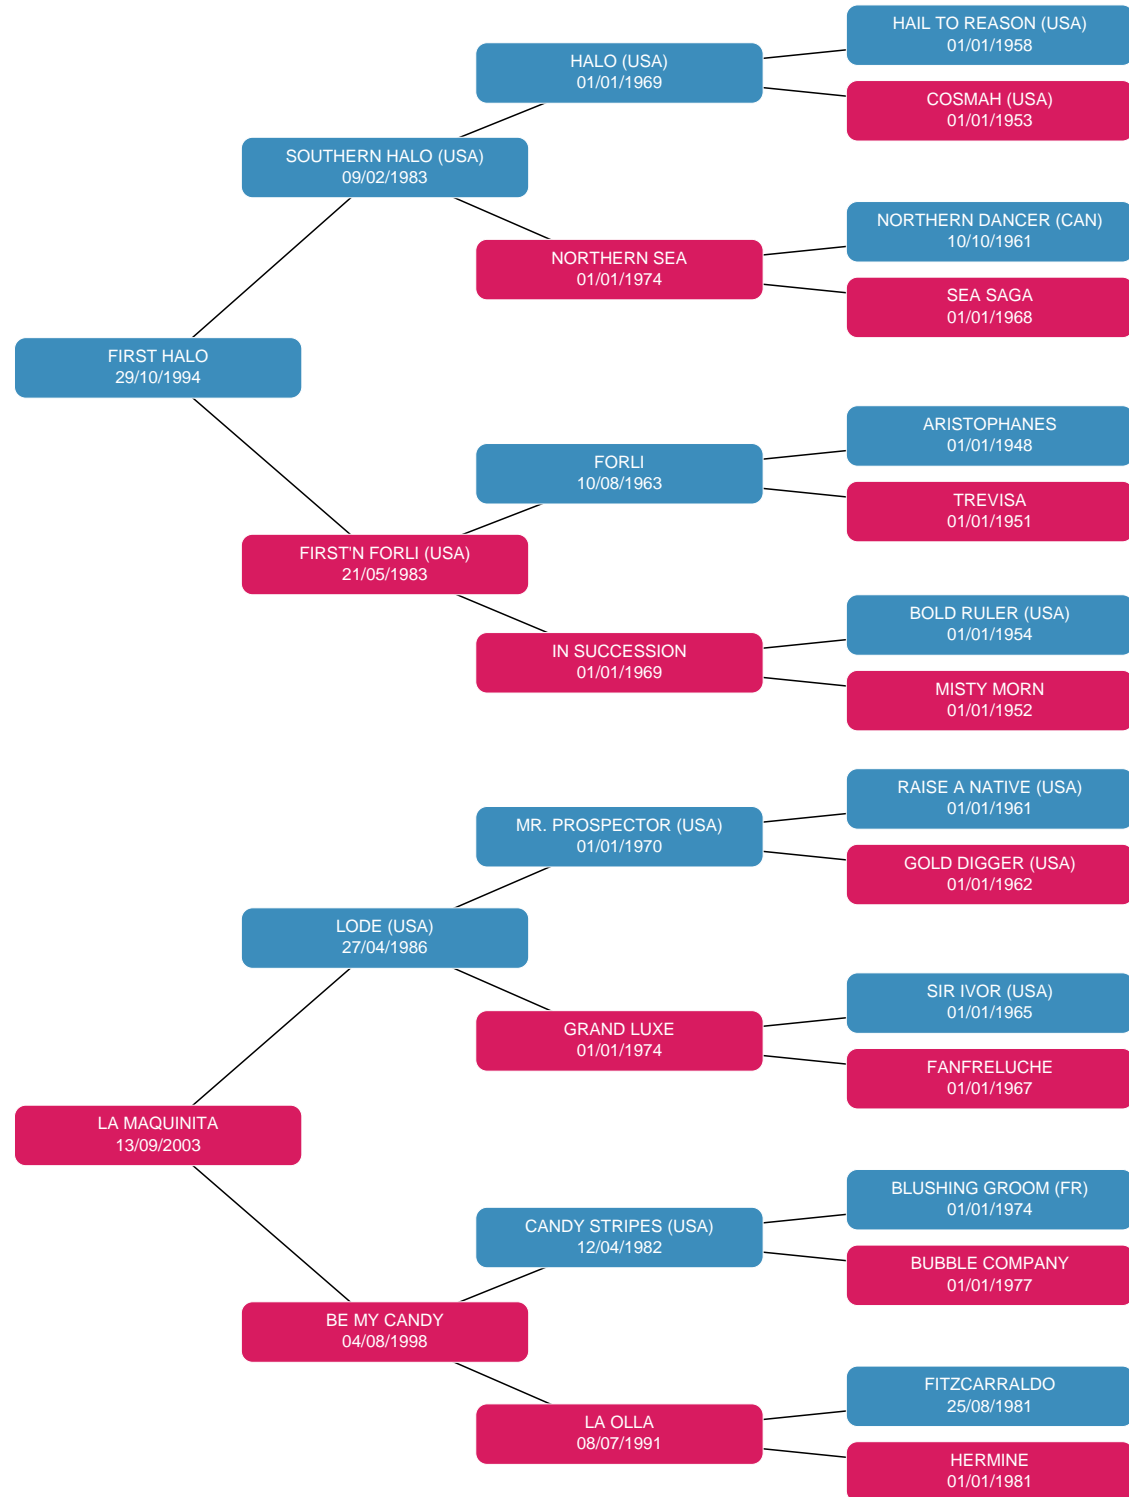 HAIL TO REASON (USA)
01/01/1958
HALO (USA)
01/01/1969
COSMAH (USA)
01/01/1953
SOUTHERN HALO (USA)
09/02/1983
NORTHERN DANCER (CAN)
10/10/1961
NORTHERN SEA
01/01/1974
SEA SAGA
01/01/1968
FIRST HALO
29/10/1994
ARISTOPHANES
01/01/1948
FORLI
10/08/1963
TREVISA
01/01/1951
FIRST'N FORLI (USA)
21/05/1983
BOLD RULER (USA)
01/01/1954
IN SUCCESSION
01/01/1969
MISTY MORN
01/01/1952
RAISE A NATIVE (USA)
01/01/1961
MR. PROSPECTOR (USA)
01/01/1970
GOLD DIGGER (USA)
01/01/1962
LODE (USA)
27/04/1986
SIR IVOR (USA)
01/01/1965
GRAND LUXE
01/01/1974
FANFRELUCHE
01/01/1967
LA MAQUINITA
13/09/2003
BLUSHING GROOM (FR)
01/01/1974
CANDY STRIPES (USA)
12/04/1982
BUBBLE COMPANY
01/01/1977
BE MY CANDY
04/08/1998
FITZCARRALDO
25/08/1981
LA OLLA
08/07/1991
HERMINE
01/01/1981